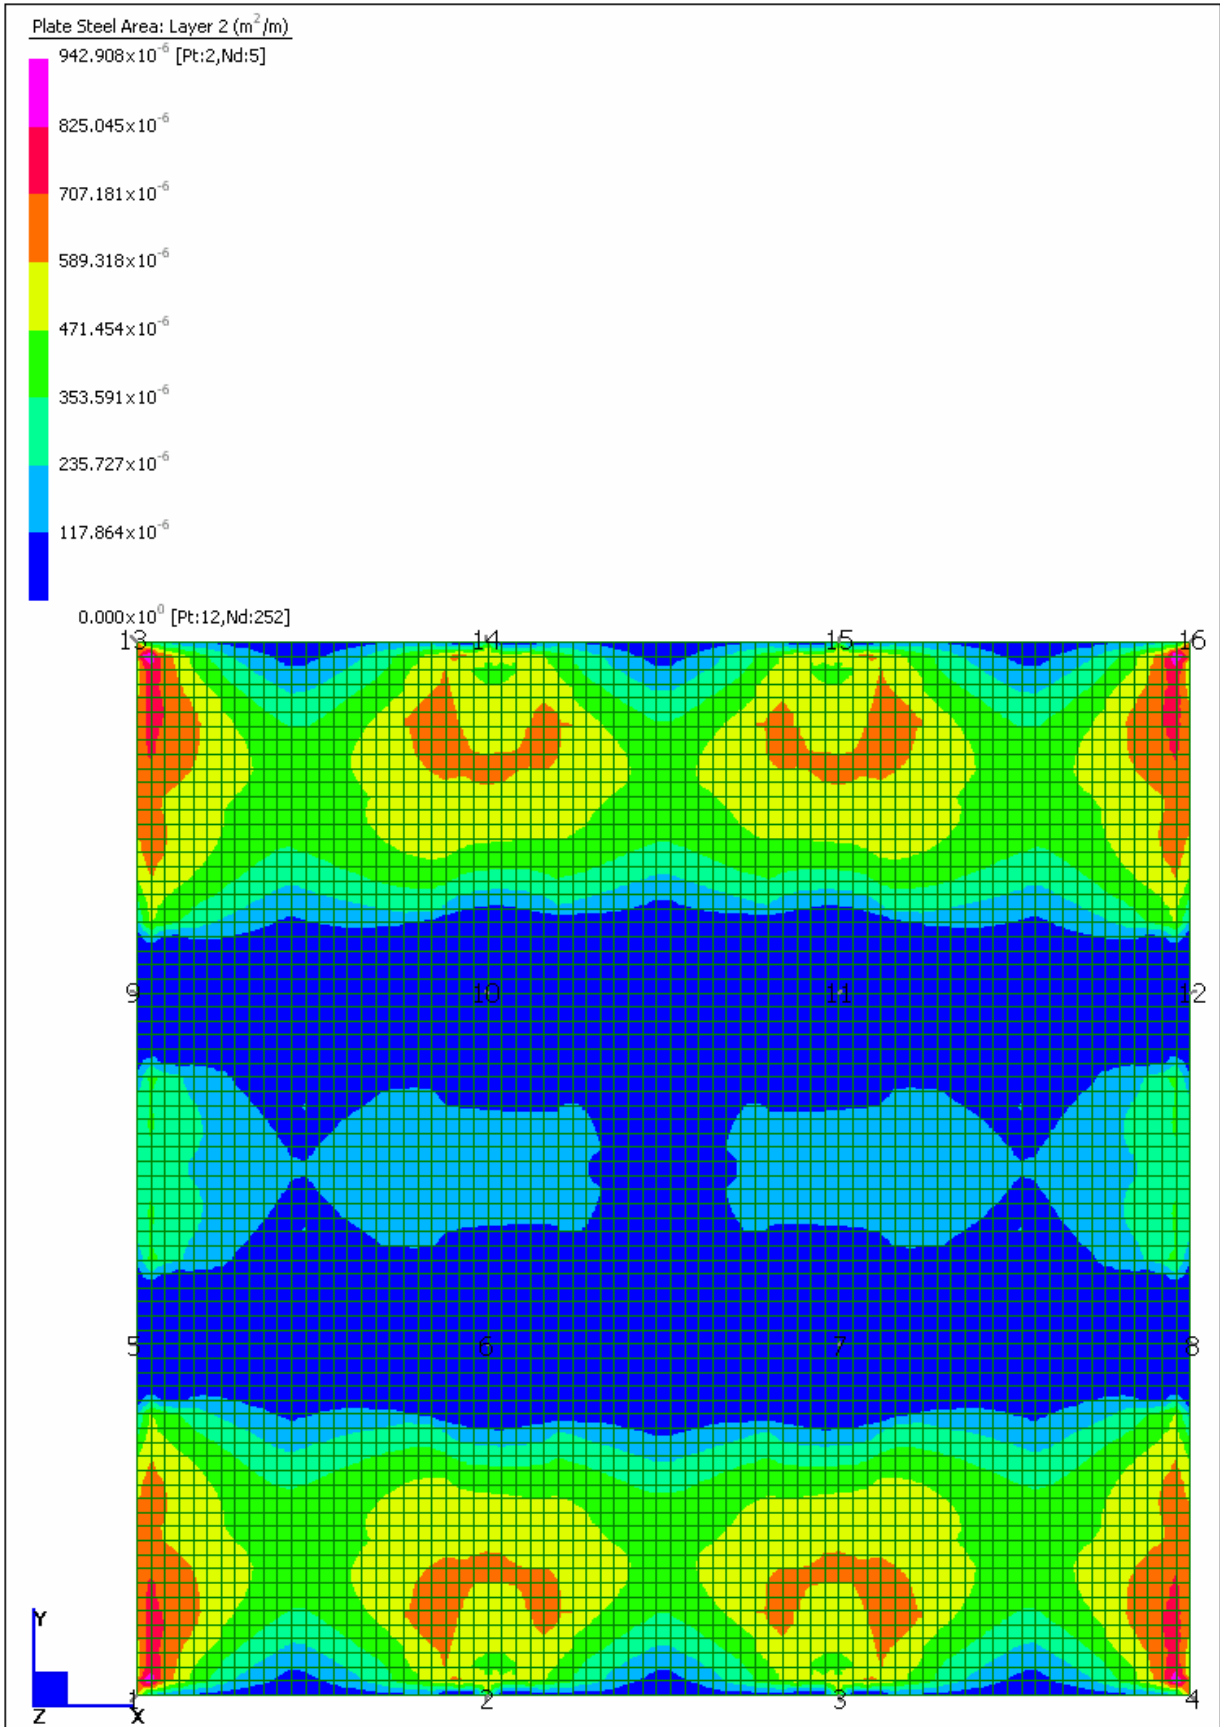 Plate Steel Area: Layer 2 (m²/m)
942.908x10⁻⁶ [Pt:2,Nd:5]
825.045x10⁻⁶
707.181x10⁻⁶
589.318x10⁻⁶
471.454x10⁻⁶
353.591x10⁻⁶
235.727x10⁻⁶
117.864x10⁻⁶
0.000x10⁰ [Pt:12,Nd:252]
13 14 15 16
9 10 11 12
5 6 7 8
Y
1 2 3 4
Z X